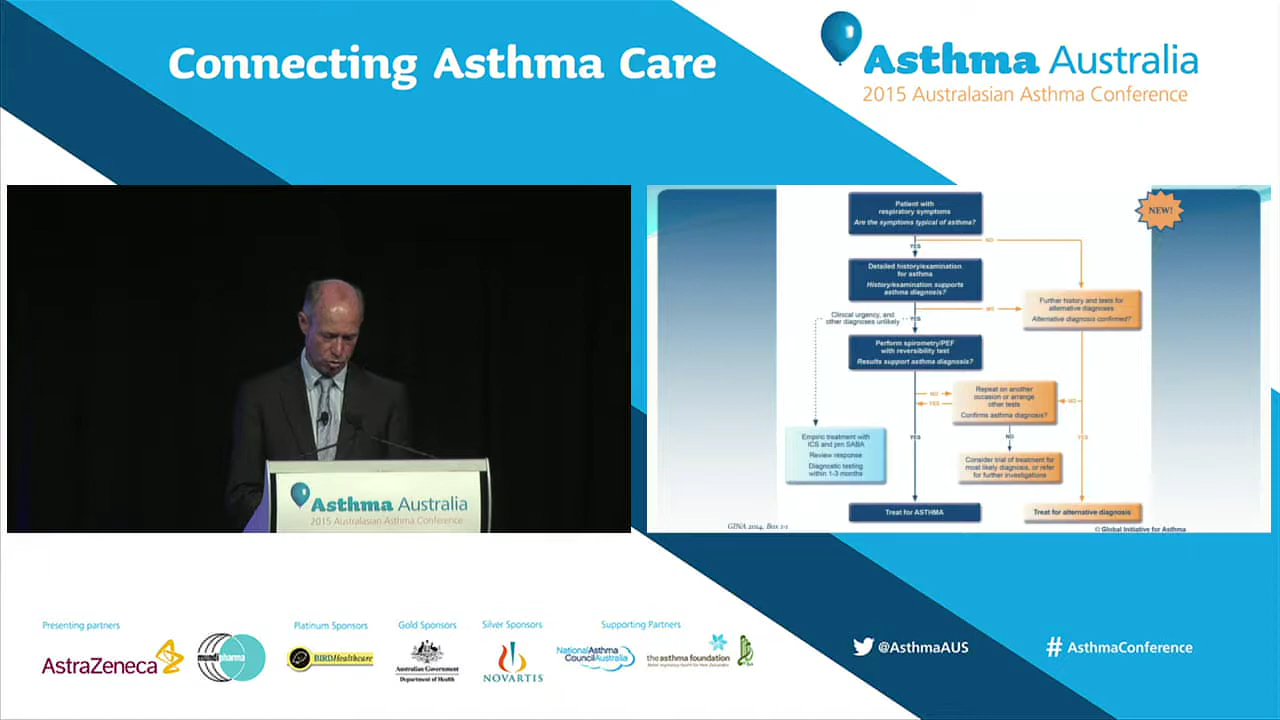 Connecting Asthma Care
Asthma Australia
2015 Australasian Asthma Conference
Patient with
respiratory symptoms
Are the symptoms typical of asthma?
NEW!
NO
YES
Detailed history/examination
for asthma
History/examination supports
asthma diagnosis?
Further history and tests for
alternative diagnoses
Alternative diagnosis confirmed?
Clinical urgency, and
other diagnoses unlikely
YES
NO
Perform spirometry/PEF
with reversibility test
Results support asthma diagnosis?
Repeat on another
occasion or arrange
other tests
Confirms asthma diagnosis?
NO
YES
NO
Empiric treatment with
ICS and prn SABA
Review response
Diagnostic testing
within 1-3 months
YES
NO
YES
Consider trial of treatment for
most likely diagnosis, or refer
for further investigations
Treat for ASTHMA
Treat for alternative diagnosis
GINA 2014, Box 1-1
© Global Initiative for Asthma
Asthma Australia
2015 Australasian Asthma Conference
Presenting partners
Platinum Sponsors
Gold Sponsors
Silver Sponsors
Supporting Partners
AstraZeneca
mundipharma
BIRDHealthcare
Australian Government
Department of Health
NOVARTIS
National Asthma
Council Australia
the asthma foundation
@AsthmaAUS
# AsthmaConference